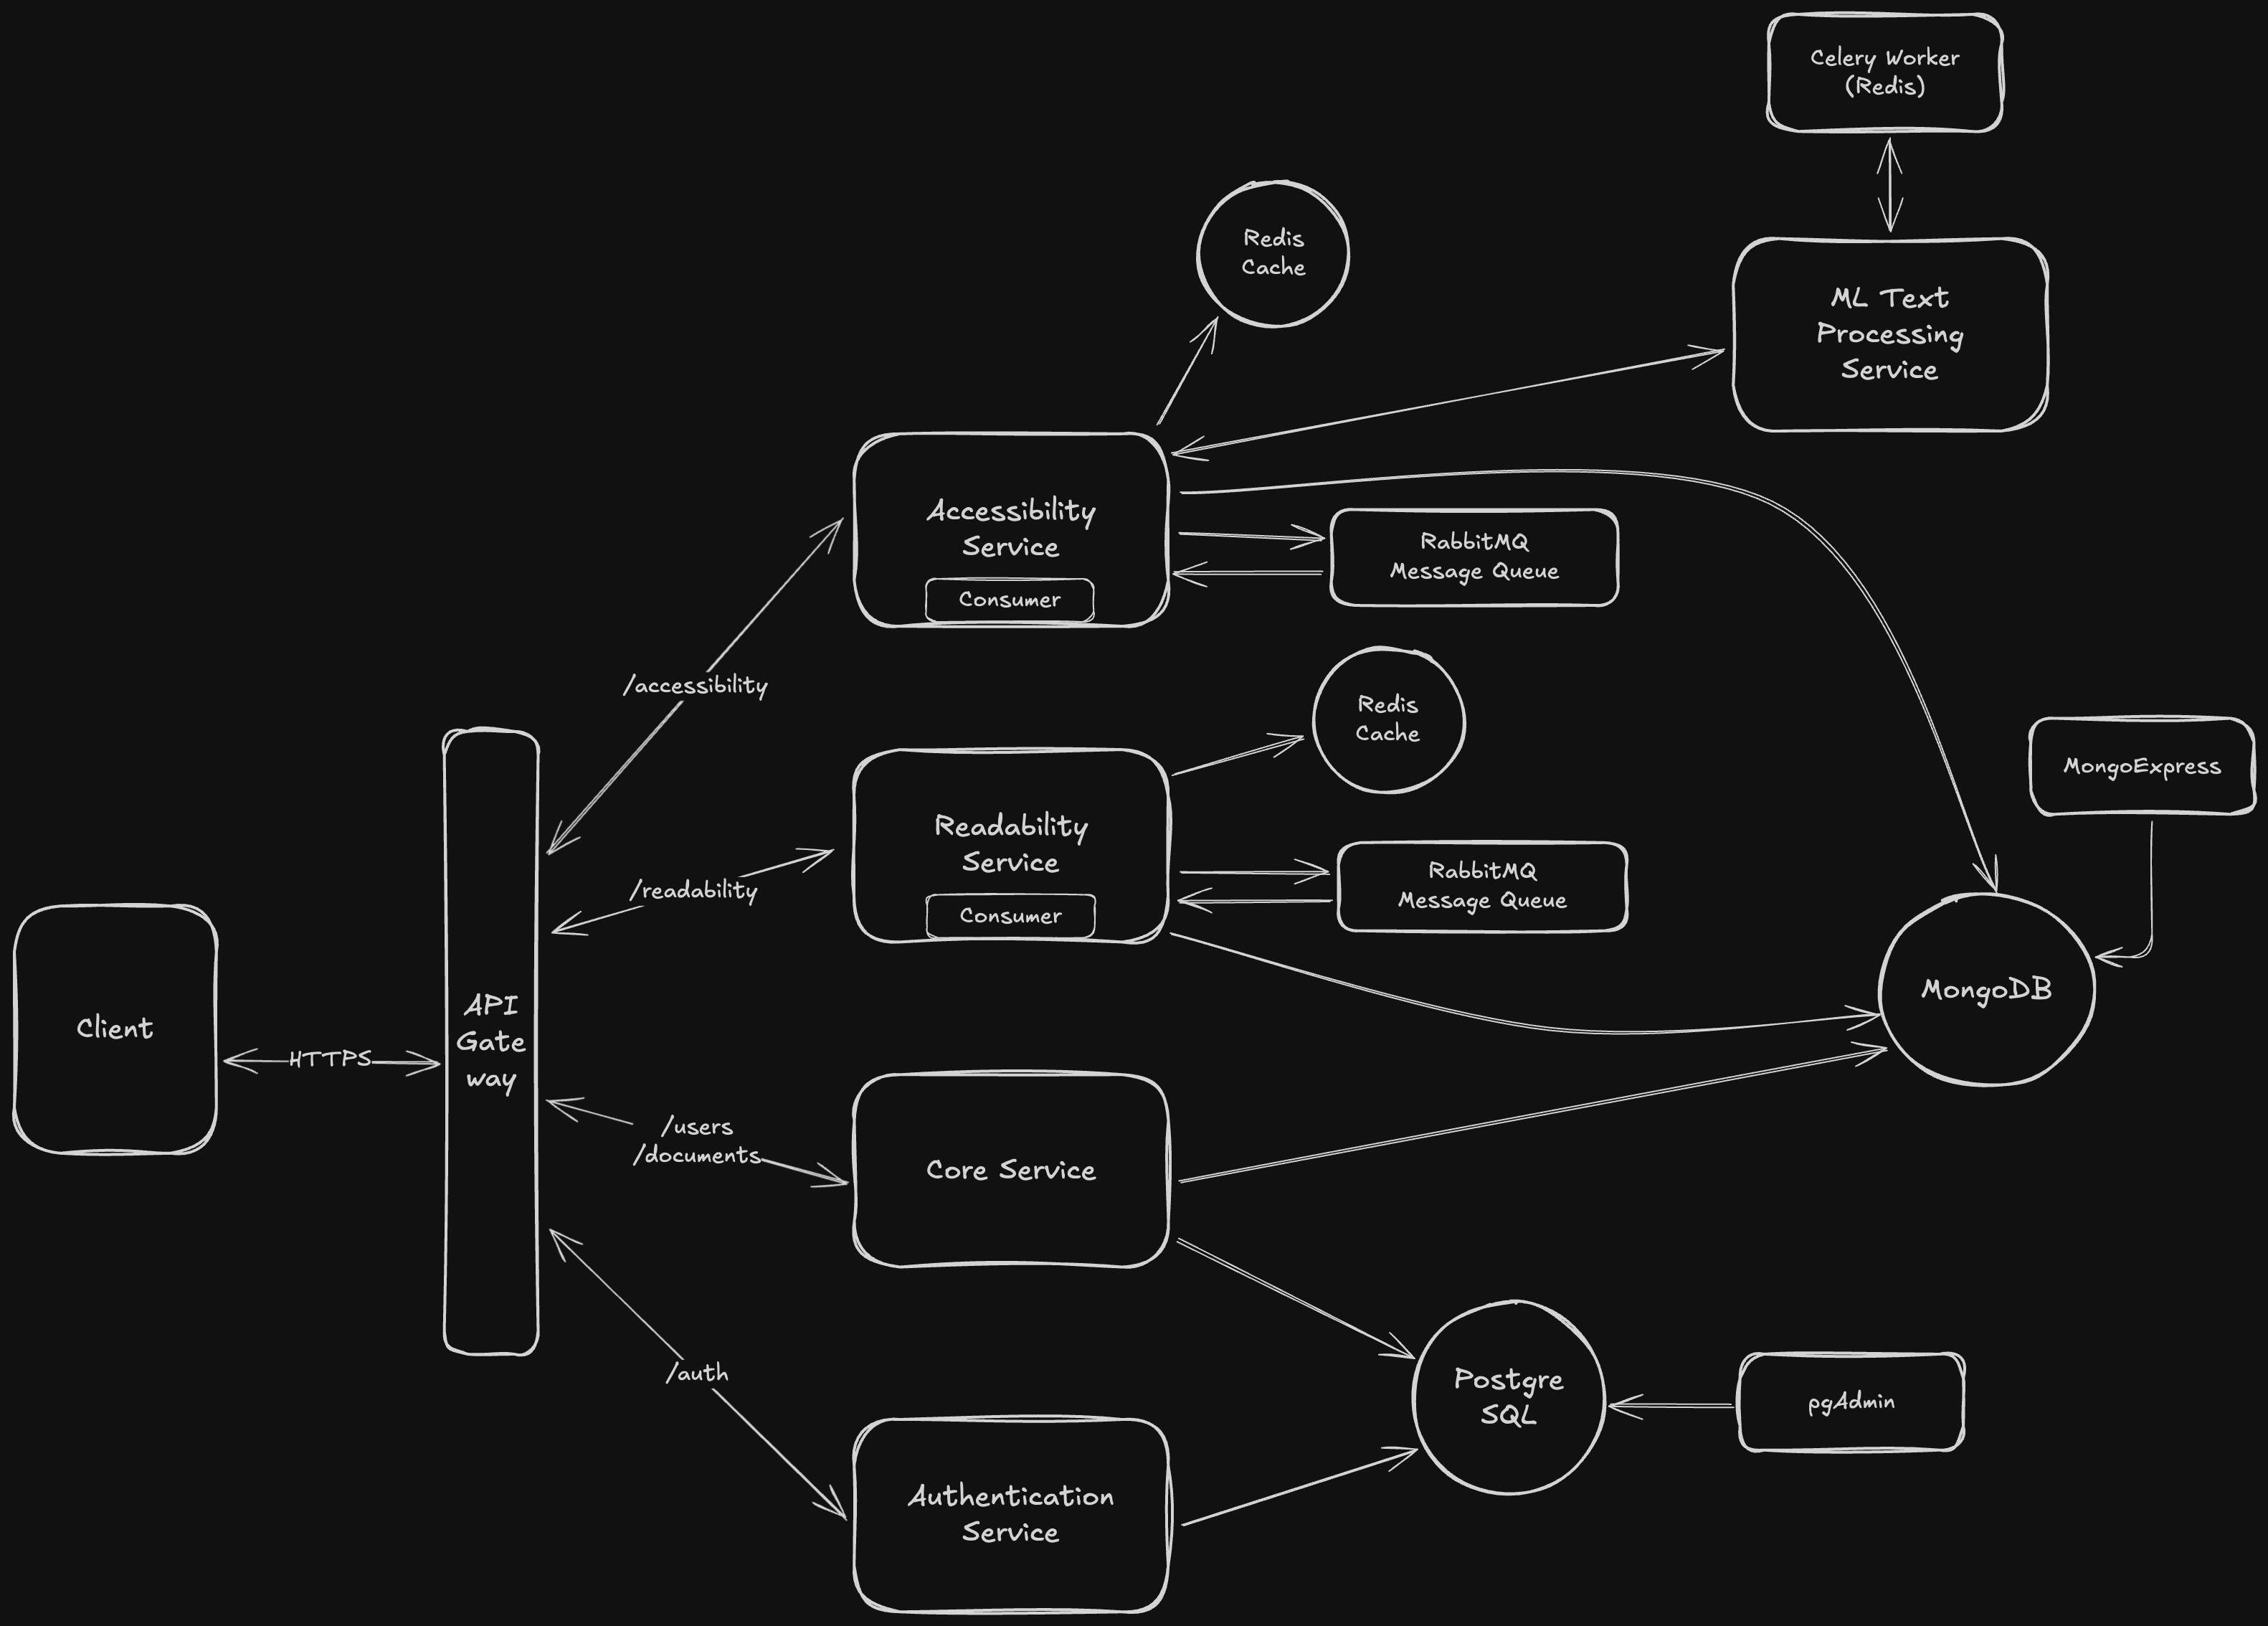 Celery Worker
(Redis)
Redis
Cache
ML Text
Processing
Service
Accessibility
Service
Consumer
RabbitMQ
Message Queue
/accessibility
Redis
Cache
MongoExpress
Readability
Service
Consumer
RabbitMQ
Message Queue
/readability
Client
HTTPS
API
Gate
way
MongoDB
/users
/documents
Core Service
/auth
Postgre
SQL
pgAdmin
Authentication
Service